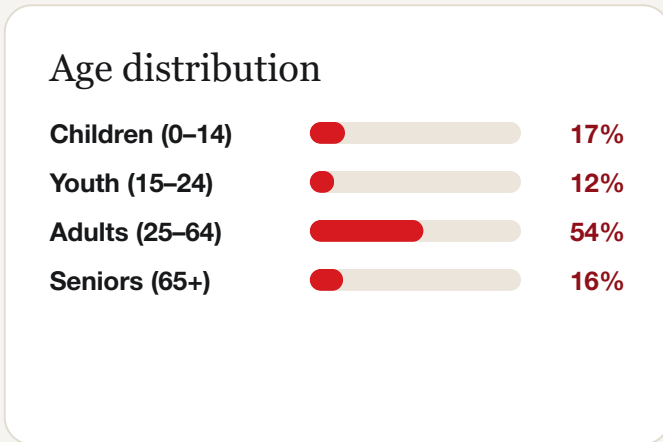 Age distribution
Children (0–14) 17%
Youth (15–24) 12%
Adults (25–64) 54%
Seniors (65+) 16%